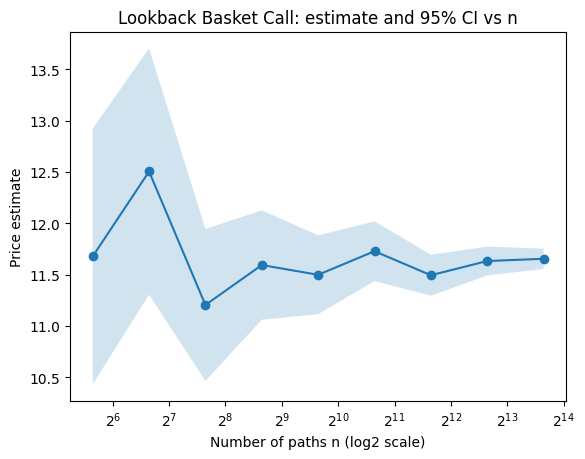 Lookback Basket Call: estimate and 95% CI vs n
Price estimate
13.5
13.0
12.5
12.0
11.5
11.0
10.5
2^6 2^7 2^8 2^9 2^10 2^11 2^12 2^13 2^14
Number of paths n (log2 scale)